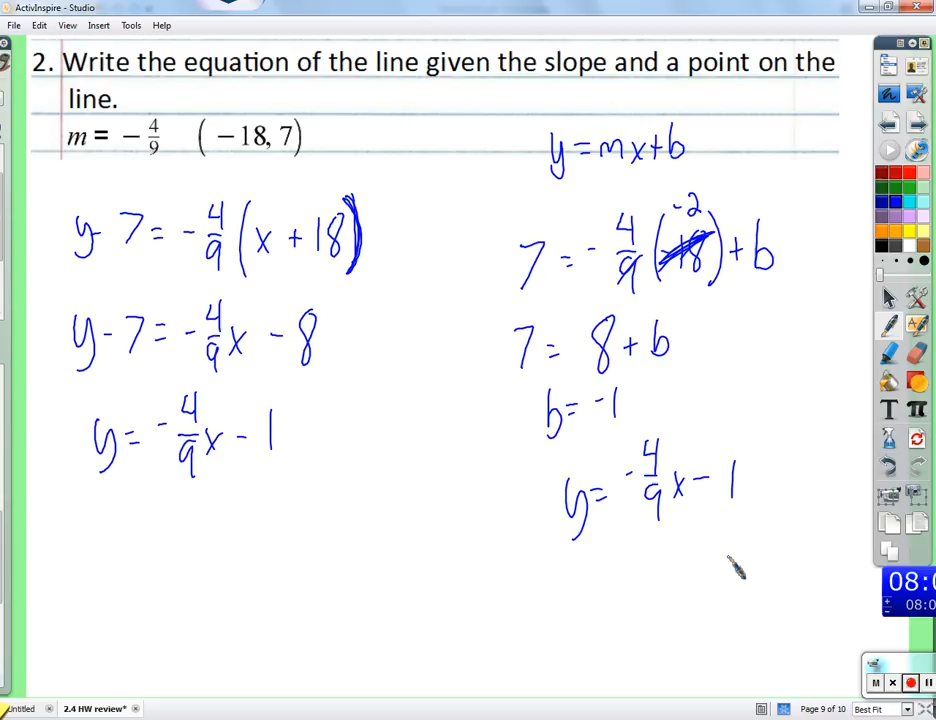 ActivInspire - Studio
File Edit View Insert Tools Help
2. Write the equation of the line given the slope and a point on the
line.
m = - 4/9 (-18, 7)
y - 7 = - 4/9 (x + 18)
y - 7 = - 4/9 x - 8
y = - 4/9 x - 1
y = mx + b
-2
7 = - 4/9 (-18) + b
7 = 8 + b
b = -1
y = - 4/9 x - 1
T π
08:0
08:0
M
Untitled 2.4 HW review* Page 9 of 10 Best Fit